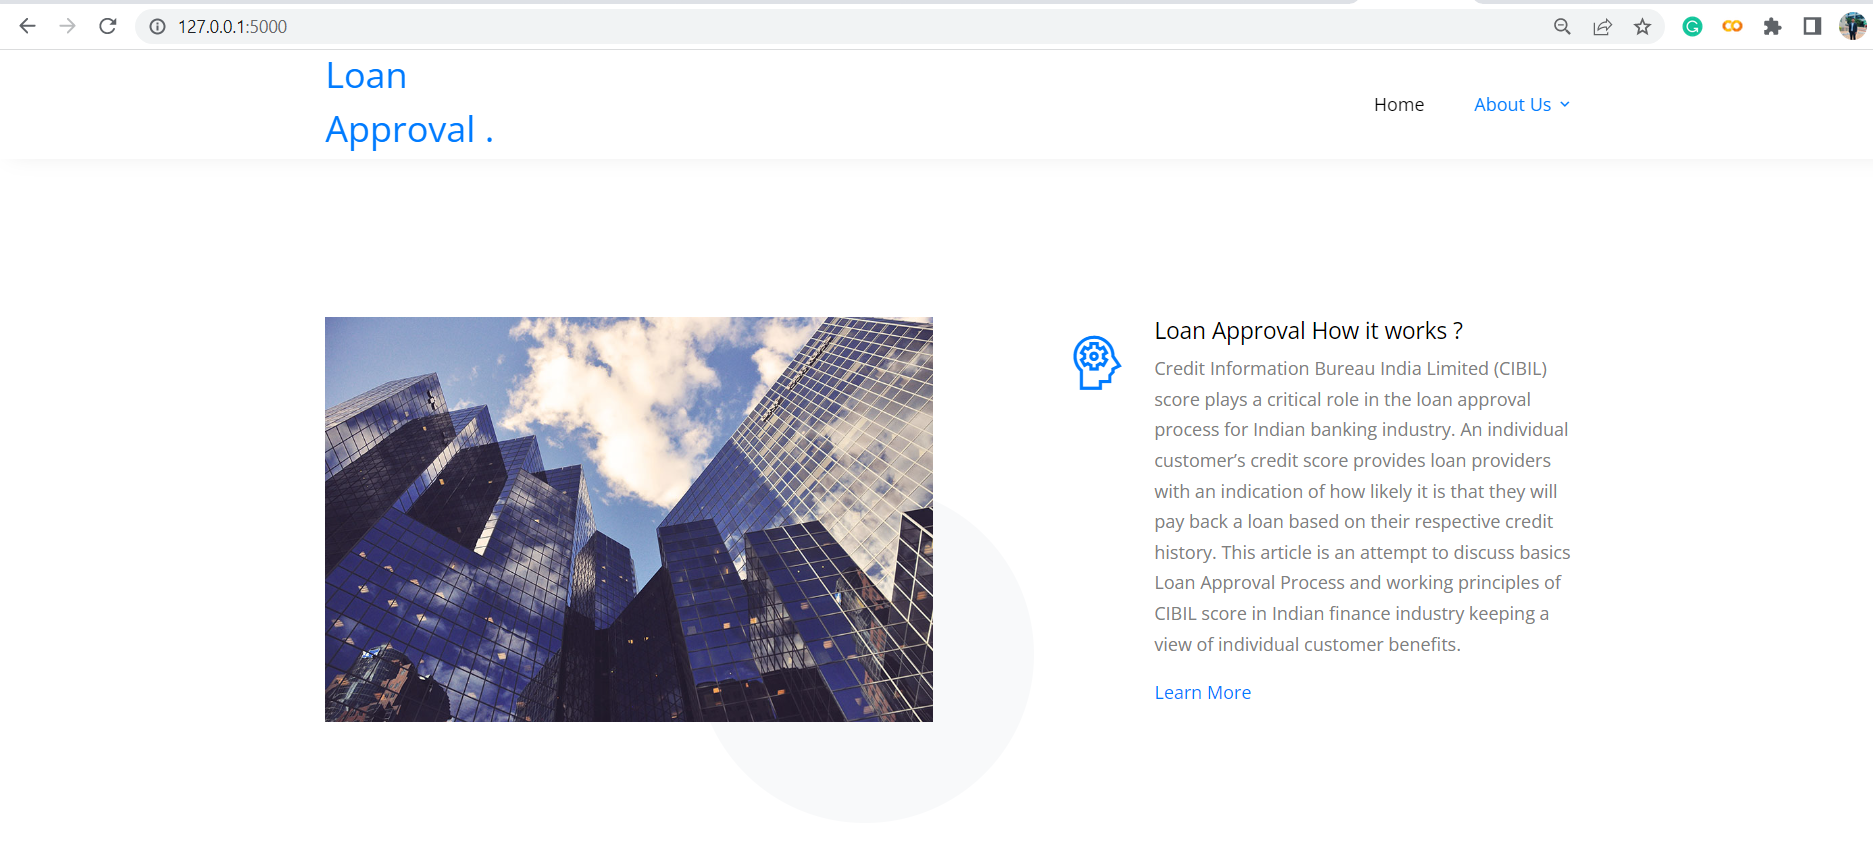 127.0.0.1:5000
Loan
Approval .
Home
About Us
Loan Approval How it works ?
Credit Information Bureau India Limited (CIBIL)
score plays a critical role in the loan approval
process for Indian banking industry. An individual
customer’s credit score provides loan providers
with an indication of how likely it is that they will
pay back a loan based on their respective credit
history. This article is an attempt to discuss basics
Loan Approval Process and working principles of
CIBIL score in Indian finance industry keeping a
view of individual customer benefits.
Learn More